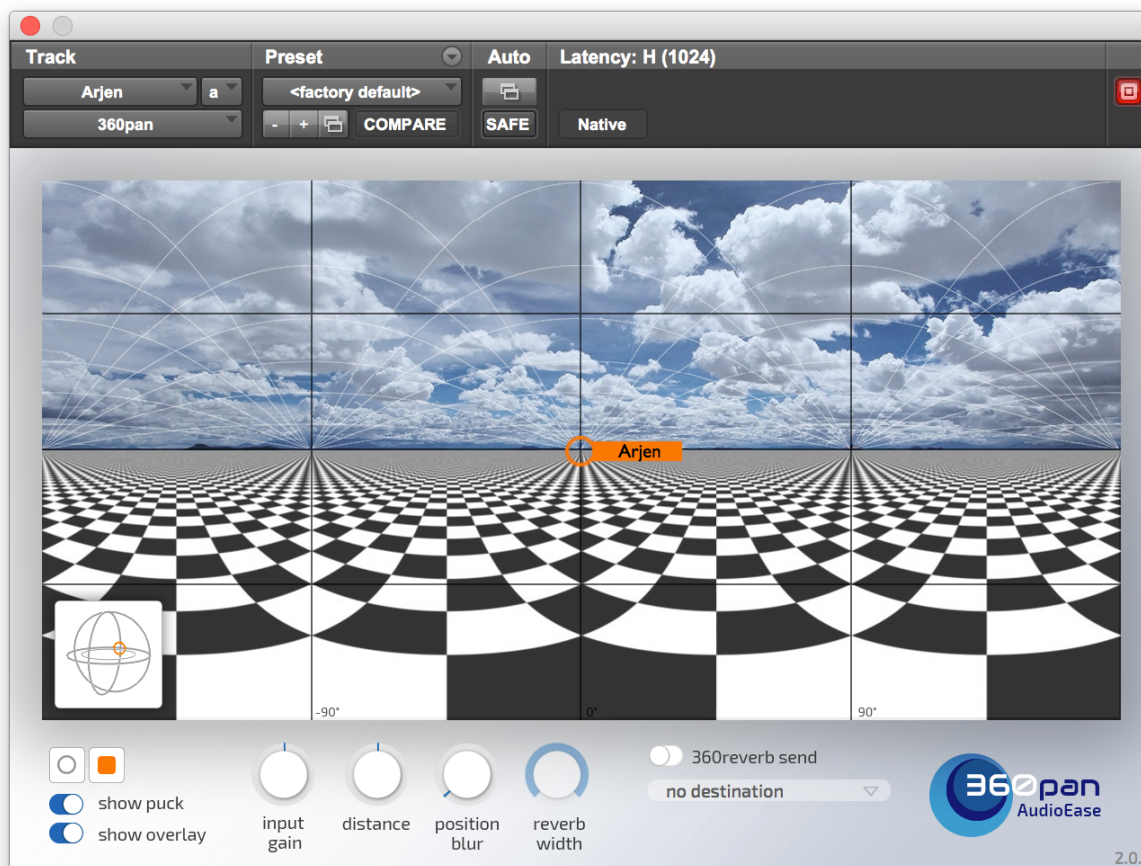 Track
Preset
Auto
Latency: H (1024)
Arjen
a
<factory default>
360pan
-
+
COMPARE
SAFE
Native
Arjen
-90°
0°
90°
show puck
show overlay
input
gain
distance
position
blur
reverb
width
360reverb send
no destination
360pan
AudioEase
2.0.